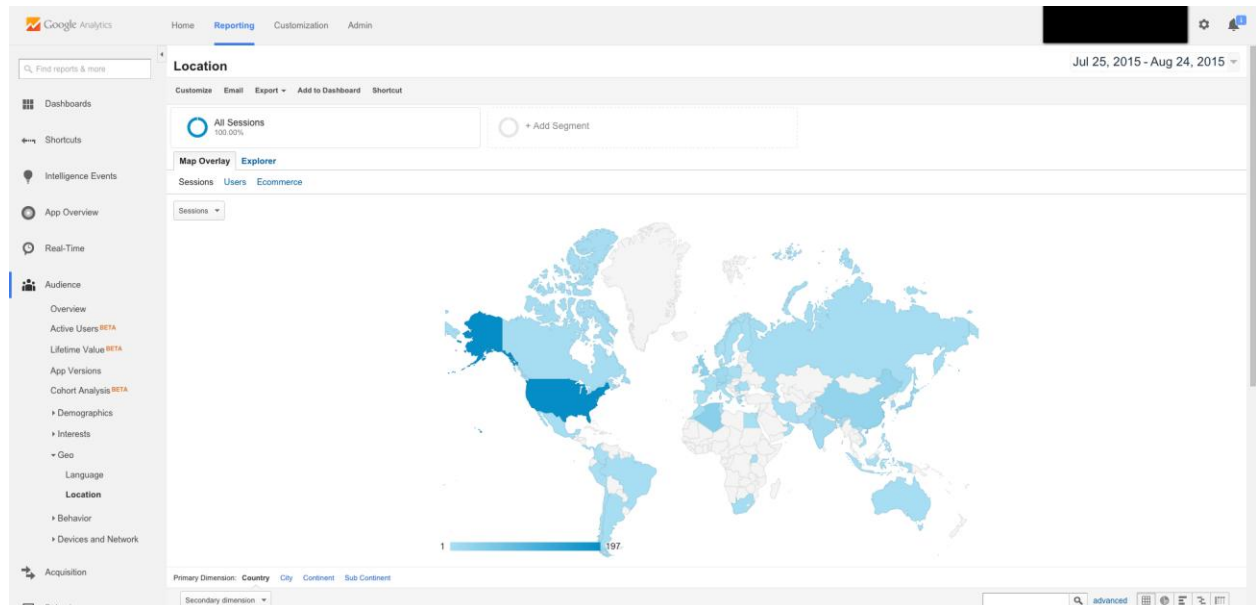 Google Analytics
Home Reporting Customization Admin
1
Find reports & more
Location
Jul 25, 2015 - Aug 24, 2015
Customize Email Export Add to Dashboard Shortcut
Dashboards
All Sessions
100.00%
+ Add Segment
Shortcuts
Map Overlay Explorer
Intelligence Events
Sessions Users Ecommerce
App Overview
Sessions
Real-Time
Audience
Overview
Active Users BETA
Lifetime Value BETA
App Versions
Cohort Analysis BETA
Demographics
Interests
Geo
Language
Location
Behavior
1 197
Devices and Network
Acquisition
Primary Dimension: Country City Continent Sub Continent
Secondary dimension
advanced